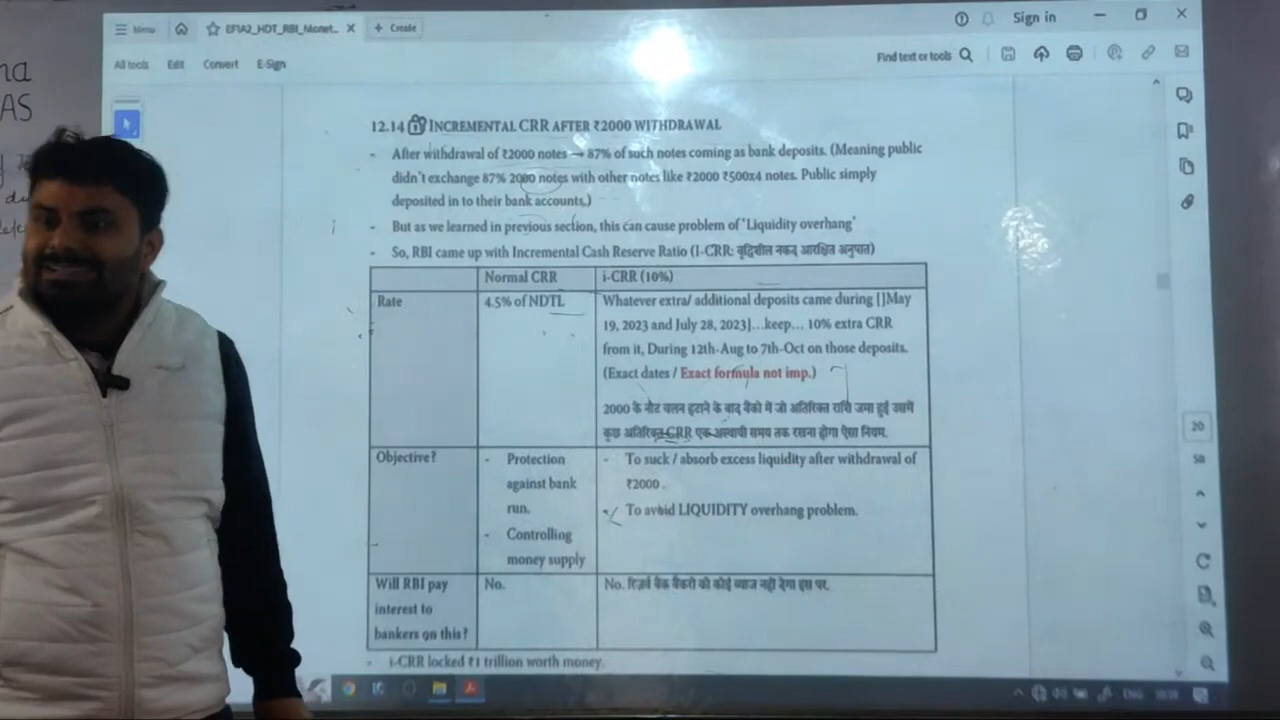 na
AS
Menu
EF1A2_HDT_RBI_Monet..
+ Create
Sign in
All tools Edit Convert E-Sign
Find text or tools
12.14 INCREMENTAL CRR AFTER ₹2000 WITHDRAWAL
- After withdrawal of ₹2000 notes → 87% of such notes coming as bank deposits. (Meaning public
didn't exchange 87% 2000 notes with other notes like ₹2000 ₹500x4 notes. Public simply
deposited in to their bank accounts.)
- But as we learned in previous section, this can cause problem of 'Liquidity overhang'
- So, RBI came up with Incremental Cash Reserve Ratio (I-CRR: वृद्धिशील नकद आरक्षित अनुपात)
Normal CRR i-CRR (10%)
Rate
4.5% of NDTL
Whatever extra/ additional deposits came during []May
19, 2023 and July 28, 2023]…keep… 10% extra CRR
from it, During 12th-Aug to 7th-Oct on those deposits.
(Exact dates / Exact formula not imp.)
2000 के नोट चलन हटाने के बाद बैंको में जो अतिरिक्त राशि जमा हुई उसमें
कुछ अतिरिक्त CRR एक अस्थायी समय तक रखना होगा ऐसा नियम.
Objective?
- Protection
against bank
run.
- Controlling
money supply
- To suck / absorb excess liquidity after withdrawal of
₹2000 .
- To avoid LIQUIDITY overhang problem.
Will RBI pay
interest to
bankers on this?
No.
No. रिज़र्व बैंक बैंकरों को कोई ब्याज नहीं देगा इस पर.
- i-CRR locked ₹1 trillion worth money.
20
58
ENG